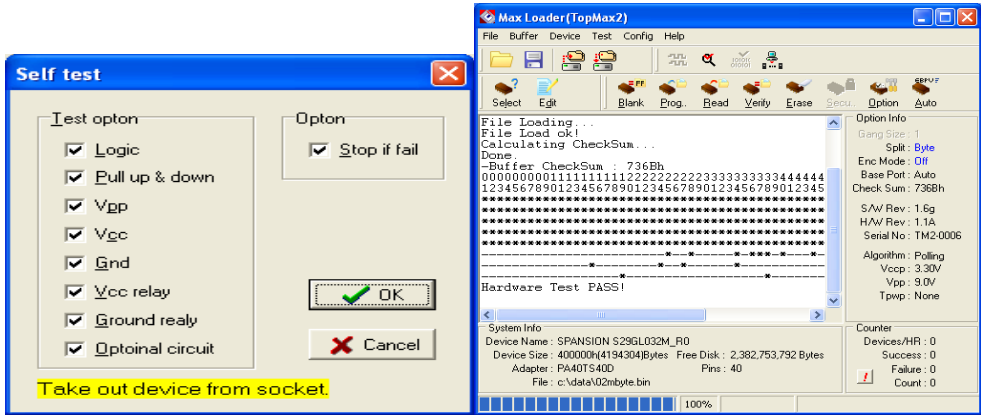 Self test
Test opton
Logic
Pull up & down
Vpp
Vcc
Gnd
Vcc relay
Ground realy
Optoinal circuit
Opton
Stop if fail
OK
Cancel
Take out device from socket.
Max Loader(TopMax2)
File Buffer Device Test Config Help
Select Edit Blank Prog.. Read Verify Erase Secu.. Option Auto
File Loading...
File Load ok!
Calculating CheckSum...
Done.
-Buffer CheckSum : 736Bh
000000000111111111122222222223333333333444444
123456789012345678901234567890123456789012345
*********************************************
*********************************************
*********************************************
*********************************************
*********************************************
Hardware Test PASS!
Option Info
Gang Size : 1
Split : Byte
Enc Mode : Off
Base Port : Auto
Check Sum : 736Bh
S/W Rev : 1.6g
H/W Rev : 1.1A
Serial No : TM2-0006
Algorithm : Polling
Vccp : 3.30V
Vpp : 9.0V
Tpwp : None
System Info
Device Name : SPANSION S29GL032M_R0
Device Size : 400000h(4194304)Bytes Free Disk : 2,382,753,792 Bytes
Adapter : PA40TS40D Pins : 40
File : c:\data\02mbyte.bin
Counter
Devices/HR : 0
Success : 0
Failure : 0
Count : 0
100%